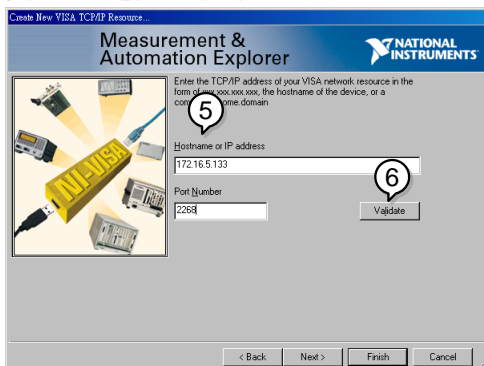 Create New VISA TCP/IP Resource...
Measurement &
Automation Explorer
NATIONAL
INSTRUMENTS
Enter the TCP/IP address of your VISA network resource in the
form of xxx.xxx.xxx.xxx, the hostname of the device, or a
5
Hostname or IP address
172.16.5.133
6
Port Number
2268
Validate
NI-VISA
< Back
Next >
Finish
Cancel